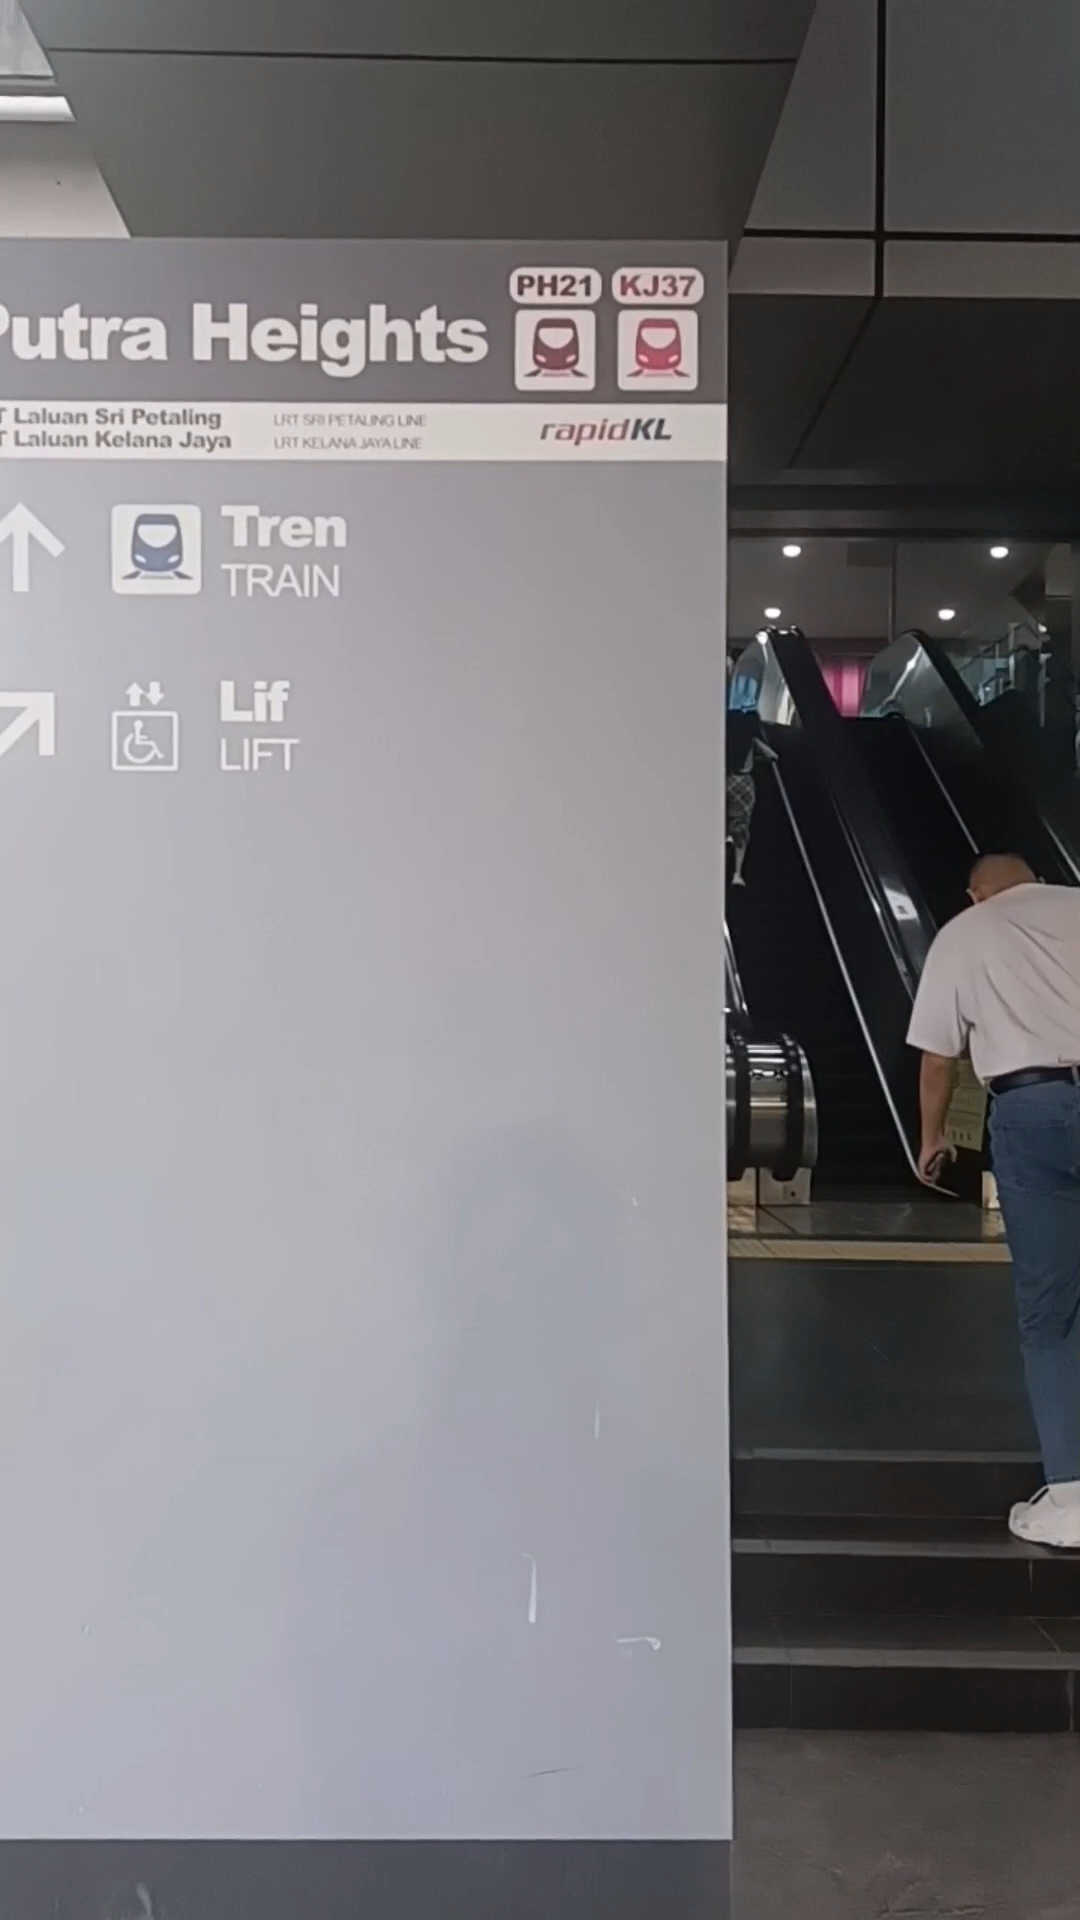 PH21 KJ37
Putra Heights
T Laluan Sri Petaling LRT SRI PETALING LINE
T Laluan Kelana Jaya LRT KELANA JAYA LINE
rapidKL
Tren
TRAIN
Lif
LIFT